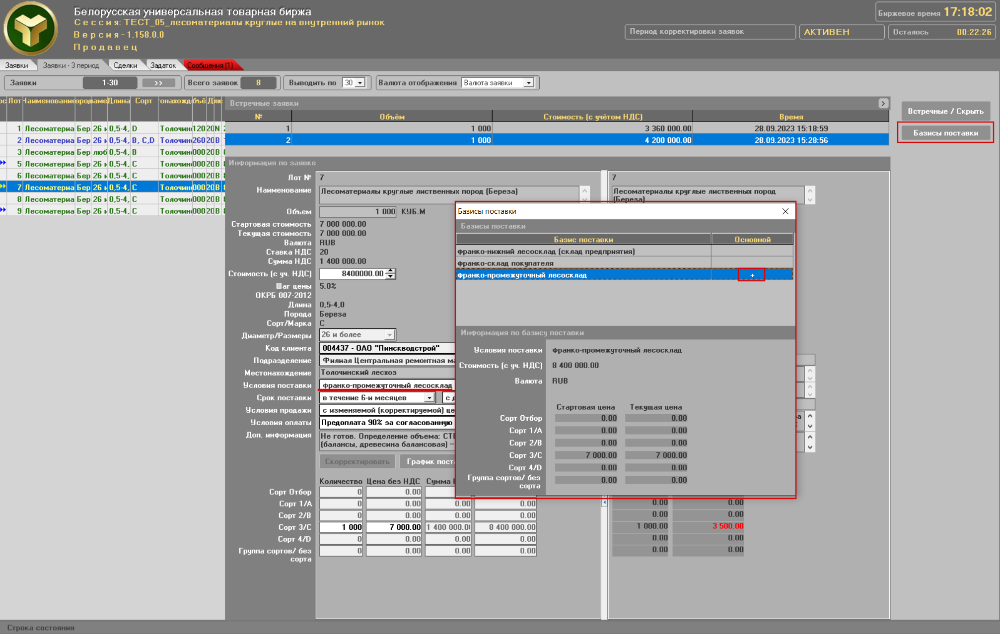 Белорусская универсальная товарная биржа
Сессия: ТЕСТ_05_лесоматериалы круглые на внутренний рынок
Версия - 1.158.0.0
Продавец
Биржевое время 17:18:02
Период корректировки заявок
АКТИВЕН
Осталось 00:22:26
Заявки
Заявки - 3 период
Сделки
Задаток
Сообщения (1)
Заявки 1-30 >>
Всего заявок 8
Выводить по 30
Валюта отображения Валюта заявки
Лот Наименование Длина Сорт
1 Лесоматериа Бер 26 0,5-4, D Толочин 120 20 N
2 Лесоматериа Бер 26 0,5-4, B, C,D Толочин 260 20 B
3 Лесоматериа Бер люб 0,5-4, B Толочин 000 20 B
5 Лесоматериа Бер 26 0,5-4, C Толочин 000 20 B
6 Лесоматериа Бер 26 0,5-4, C Толочин 000 20 B
7 Лесоматериа Бер 26 0,5-4, C Толочин 000 20 B
8 Лесоматериа Бер 26 0,5-4, C Толочин 000 20 B
9 Лесоматериа Бер 26 0,5-4, C Толочин 000 20 B
Встречные заявки
№ Объём Стоимость (с учётом НДС) Время
1 1 000 3 360 000.00 28.09.2023 15:18:59
2 1 000 4 200 000.00 28.09.2023 15:28:56
Встречные / Скрыть
Базисы поставки
Информация по заявке
Лот № 7
Наименование Лесоматериалы круглые лиственных пород (Береза)
Объем 1 000 КУБ.М
Стартовая стоимость 7 000 000.00
Текущая стоимость 7 000 000.00
Валюта RUB
Ставка НДС 20
Сумма НДС 1 400 000.00
Стоимость (с уч. НДС) 8400000.00
Шаг цены 5.0%
ОКРБ 007-2012
Длина 0,5-4,0
Порода Береза
Сорт/Марка C
Диаметр/Размеры 26 и более
Код клиента 004437 - ОАО "Пинскводстрой"
Подразделение Филиал Центральная ремонтная ма
Местонахождение Толочинский лесхоз
Условия поставки франко-промежуточный лесосклад
Срок поставки в течение 6-и месяцев с д
Условия продажи с изменяемой (корректируемой) це
Условия оплаты Предоплата 90% за согласованную
Доп. информация Не готов. Определение объема: СТБ
(балансы, древесина балансовая) –
Скорректировать
График пост
Количество Цена без НДС Сумма
Сорт Отбор 0 0.00
Сорт 1/A 0 0.00 0.00 0.00
Сорт 2/B 0 0.00 0.00 0.00
Сорт 3/C 1 000 7 000.00 1 400 000.0 8 400 000.00
Сорт 4/D 0 0.00 0.00 0.00
Группа сортов/ без
сорта 0 0.00 0.00 0.00
7
Лесоматериалы круглые лиственных пород
(Береза)
0.00 0.00
0.00 0.00
1 000.00 3 500.00
0.00 0.00
0.00 0.00
Базисы поставки
Базисы поставки
Базис поставки Основной
франко-нижний лесосклад (склад предприятия)
франко-склад покупателя
франко-промежуточный лесосклад +
Информация по базису поставки
Условия поставки франко-промежуточный лесосклад
Стоимость (с уч. НДС) 8 400 000.00
Валюта RUB
Стартовая цена Текущая цена
Сорт Отбор 0.00 0.00
Сорт 1/A 0.00 0.00
Сорт 2/B 0.00 0.00
Сорт 3/C 7 000.00 7 000.00
Сорт 4/D 0.00 0.00
Группа сортов/ без
сорта 0.00 0.00
Строка состояния